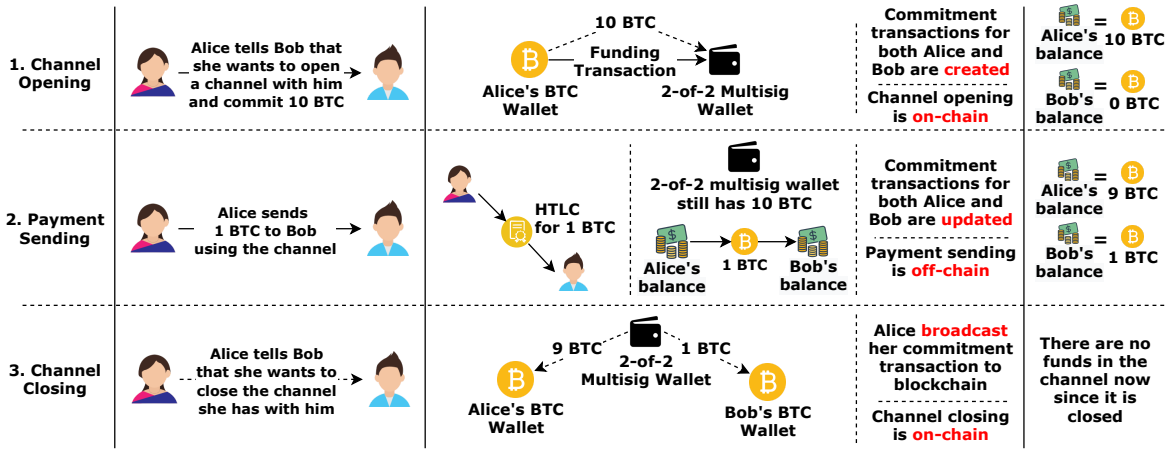 1. Channel
Opening
Alice tells Bob that
she wants to open
a channel with him
and commit 10 BTC
10 BTC
Funding
Transaction
Alice's BTC
Wallet
2-of-2 Multisig
Wallet
Commitment
transactions for
both Alice and
Bob are created
Channel opening
is on-chain
Alice's
balance
=
10 BTC
Bob's
balance
=
0 BTC
2. Payment
Sending
Alice sends
1 BTC to Bob
using the channel
HTLC
for 1 BTC
2-of-2 multisig wallet
still has 10 BTC
1 BTC
Alice's
balance
Bob's
balance
Commitment
transactions for
both Alice and
Bob are updated
Payment sending
is off-chain
Alice's
balance
=
9 BTC
Bob's
balance
=
1 BTC
3. Channel
Closing
Alice tells Bob
that she wants to
close the channel
she has with him
9 BTC
1 BTC
2-of-2
Multisig Wallet
Alice's BTC
Wallet
Bob's BTC
Wallet
Alice broadcast
her commitment
transaction to
blockchain
Channel closing
is on-chain
There are no
funds in the
channel now
since it is
closed